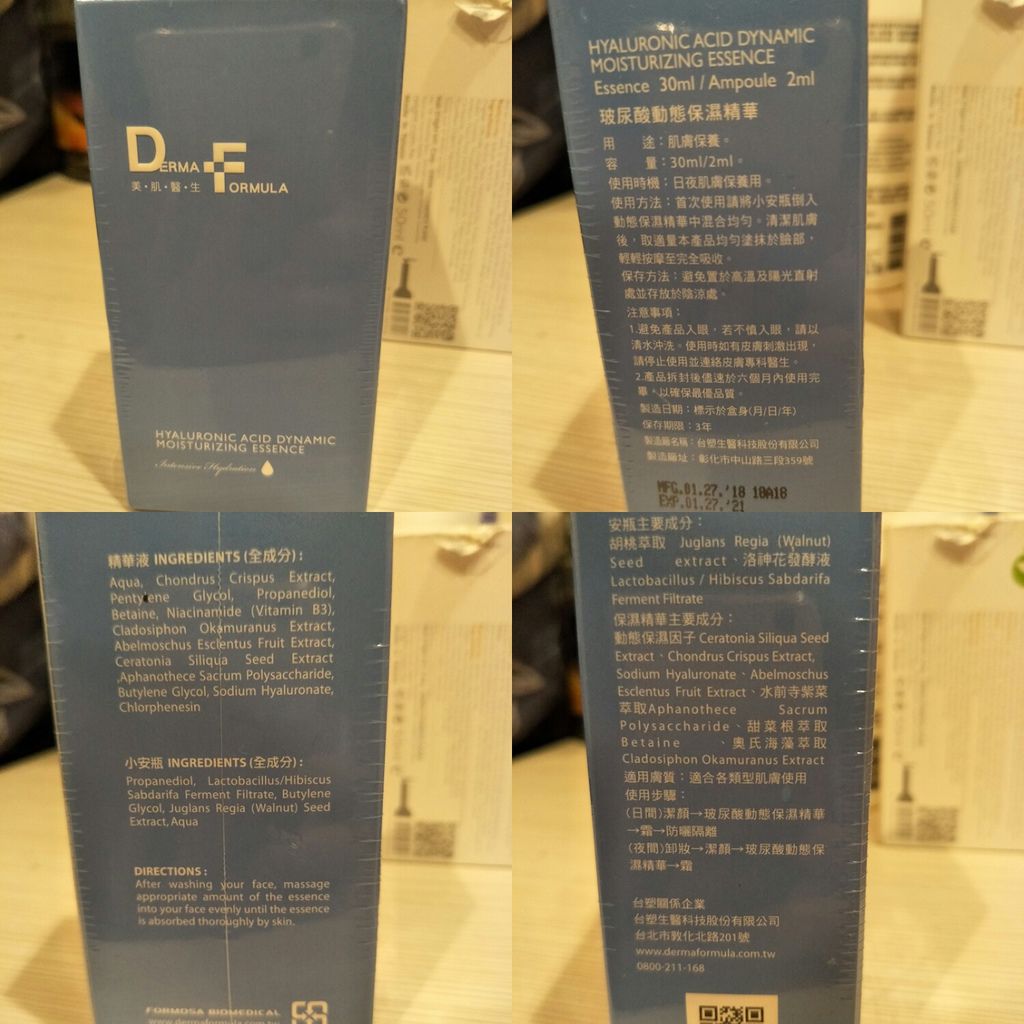 DERMA FORMULA
美·肌·醫·生
HYALURONIC ACID DYNAMIC
MOISTURIZING ESSENCE
Intensive Hydration
HYALURONIC ACID DYNAMIC
MOISTURIZING ESSENCE
Essence 30ml / Ampoule 2ml
玻尿酸動態保濕精華
用 途：肌膚保養。
容 量：30ml/2ml。
使用時機：日夜肌膚保養用。
使用方法：首次使用請將小安瓶倒入
動態保濕精華中混合均勻。清潔肌膚
後，取適量本產品均勻塗抹於臉部，
輕輕按摩至完全吸收。
保存方法：避免置於高溫及陽光直射
處並存放於陰涼處。
注意事項：
1.避免產品入眼，若不慎入眼，請以
清水沖洗。使用時如有皮膚刺激出現，
請停止使用並連絡皮膚專科醫生。
2.產品拆封後儘速於六個月內使用完
畢，以確保最優品質。
製造日期：標示於盒身(月/日/年)
保存期限：3年
製造廠名稱：台塑生醫科技股份有限公司
製造廠址：彰化市中山路三段359號
MFG.01.27.'18 18A18
EXP.01.27.'21
精華液 INGREDIENTS (全成分)：
Aqua, Chondrus Crispus Extract,
Pentylene Glycol, Propanediol,
Betaine, Niacinamide (Vitamin B3),
Cladosiphon Okamuranus Extract,
Abelmoschus Esclentus Fruit Extract,
Ceratonia Siliqua Seed Extract
,Aphanothece Sacrum Polysaccharide,
Butylene Glycol, Sodium Hyaluronate,
Chlorphenesin
小安瓶 INGREDIENTS (全成分)：
Propanediol, Lactobacillus/Hibiscus
Sabdarifa Ferment Filtrate, Butylene
Glycol, Juglans Regia (Walnut) Seed
Extract, Aqua
DIRECTIONS :
After washing your face, massage
appropriate amount of the essence
into your face evenly until the essence
is absorbed thoroughly by skin.
FORMOSA BIOMEDICAL
www.dermaformula.com.tw
安瓶主要成分：
胡桃萃取 Juglans Regia (Walnut)
Seed extract、洛神花發酵液
Lactobacillus / Hibiscus Sabdarifa
Ferment Filtrate
保濕精華主要成分：
動態保濕因子 Ceratonia Siliqua Seed
Extract、Chondrus Crispus Extract,
Sodium Hyaluronate、Abelmoschus
Esclentus Fruit Extract、水前寺紫菜
萃取Aphanothece Sacrum
Polysaccharide、甜菜根萃取
Betaine、奧氏海藻萃取
Cladosiphon Okamuranus Extract
適用膚質：適合各類型肌膚使用
使用步驟：
(日間)潔顏→玻尿酸動態保濕精華
→霜→防曬隔離
(夜間)卸妝→潔顏→玻尿酸動態保
濕精華→霜
台塑關係企業
台塑生醫科技股份有限公司
台北市敦化北路201號
www.dermaformula.com.tw
0800-211-168